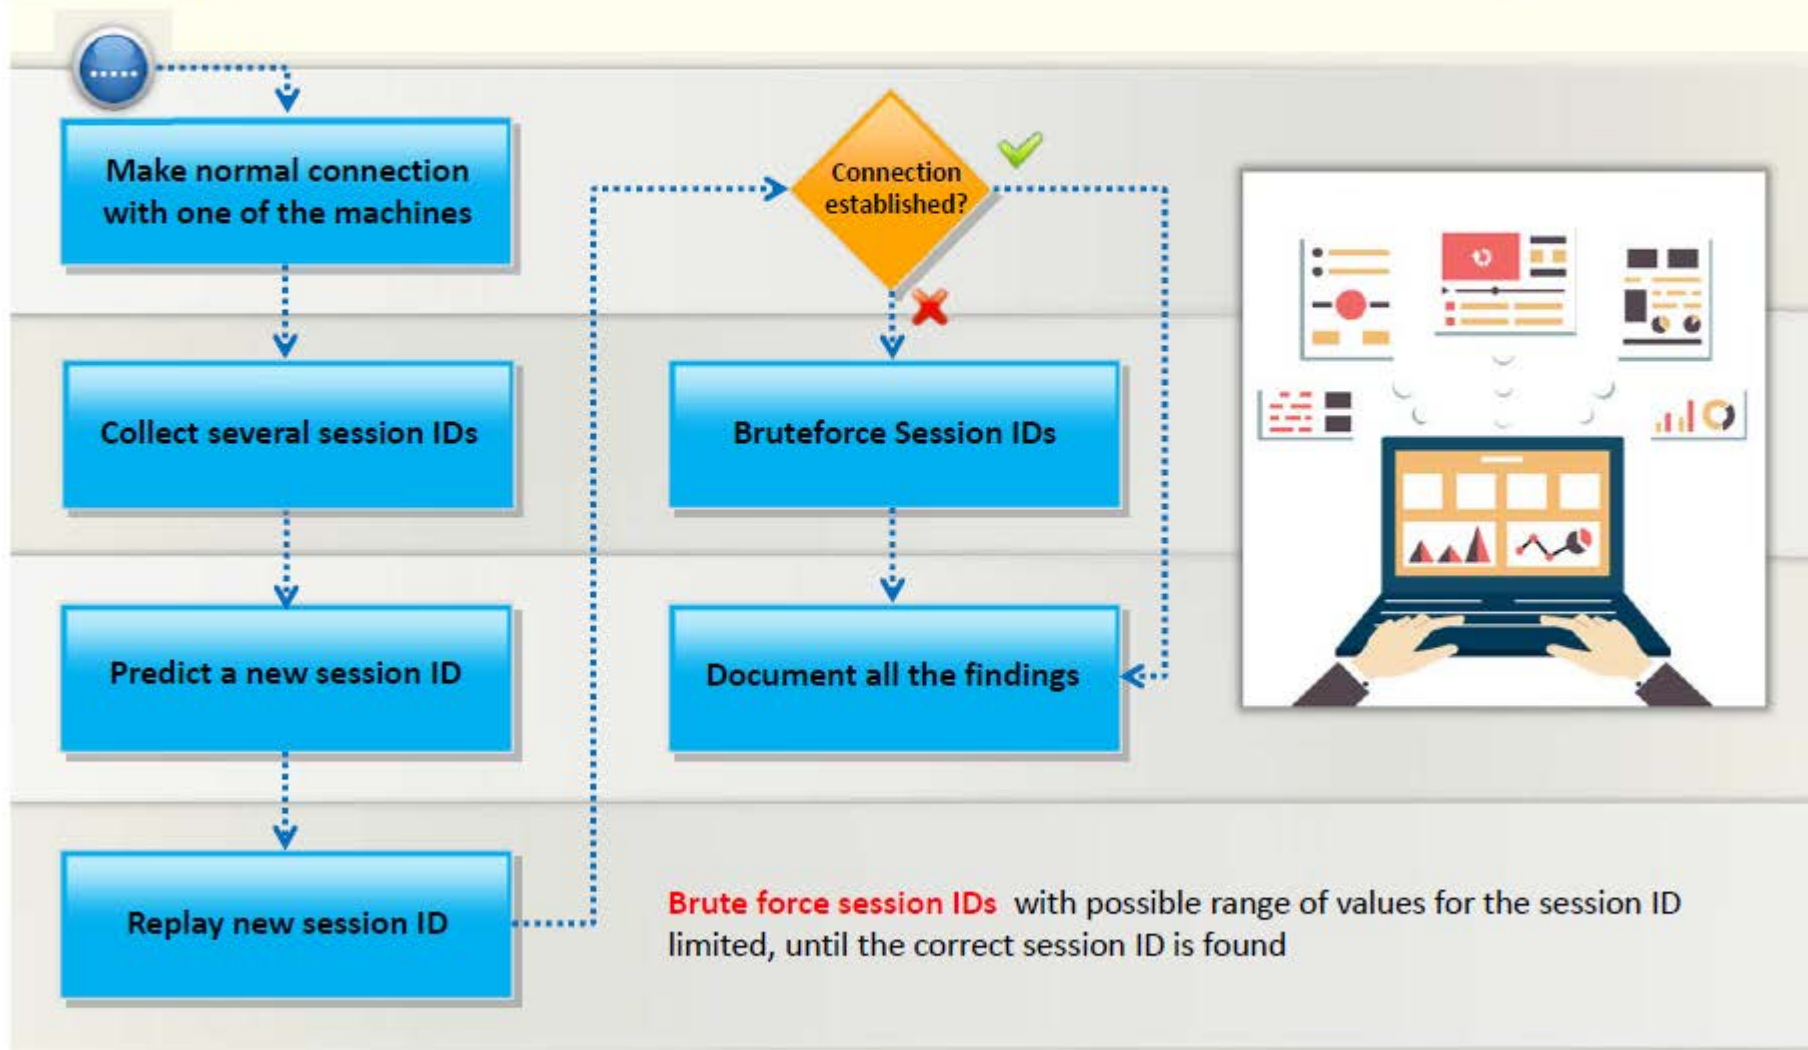 Make normal connection
with one of the machines
Collect several session IDs
Predict a new session ID
Replay new session ID
Connection
established?
Bruteforce Session IDs
Document all the findings
Brute force session IDs with possible range of values for the session ID
limited, until the correct session ID is found